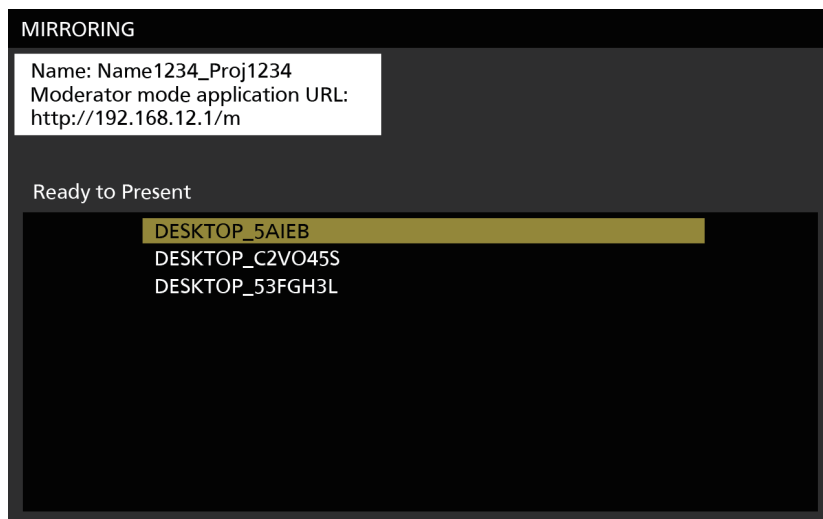 MIRRORING
Name: Name1234_Proj1234
Moderator mode application URL:
http://192.168.12.1/m
Ready to Present
DESKTOP_5AIEB
DESKTOP_C2VO45S
DESKTOP_53FGH3L